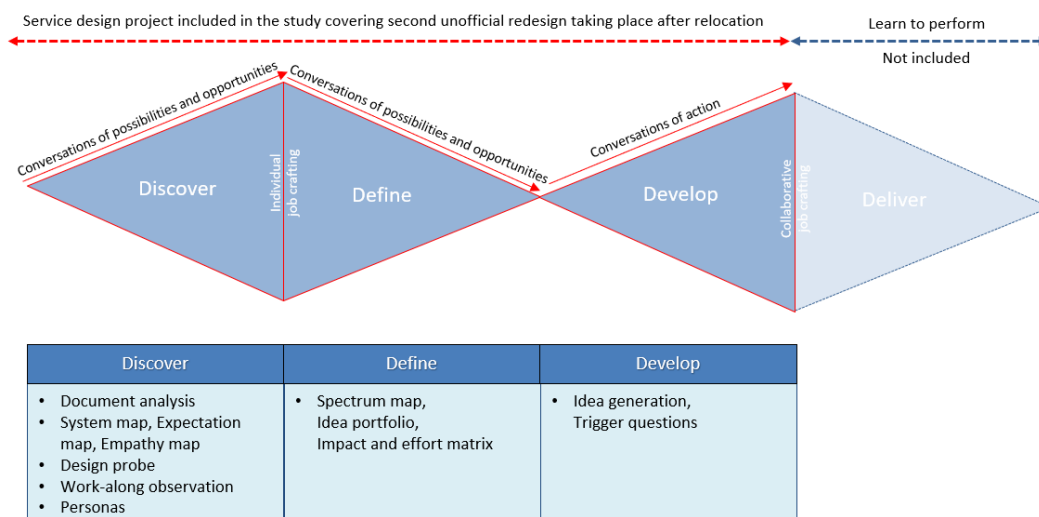 Service design project included in the study covering second unofficial redesign taking place after relocation
Learn to perform
Not included
Conversations of possibilities and opportunities
Conversations of possibilities and opportunities
Conversations of action
Discover
Individual
job crafting
Define
Develop
Collaborative
job crafting
Deliver
Discover
Define
Develop
• Document analysis
• System map, Expectation
map, Empathy map
• Design probe
• Work-along observation
• Personas
• Spectrum map,
Idea portfolio,
Impact and effort matrix
• Idea generation,
Trigger questions